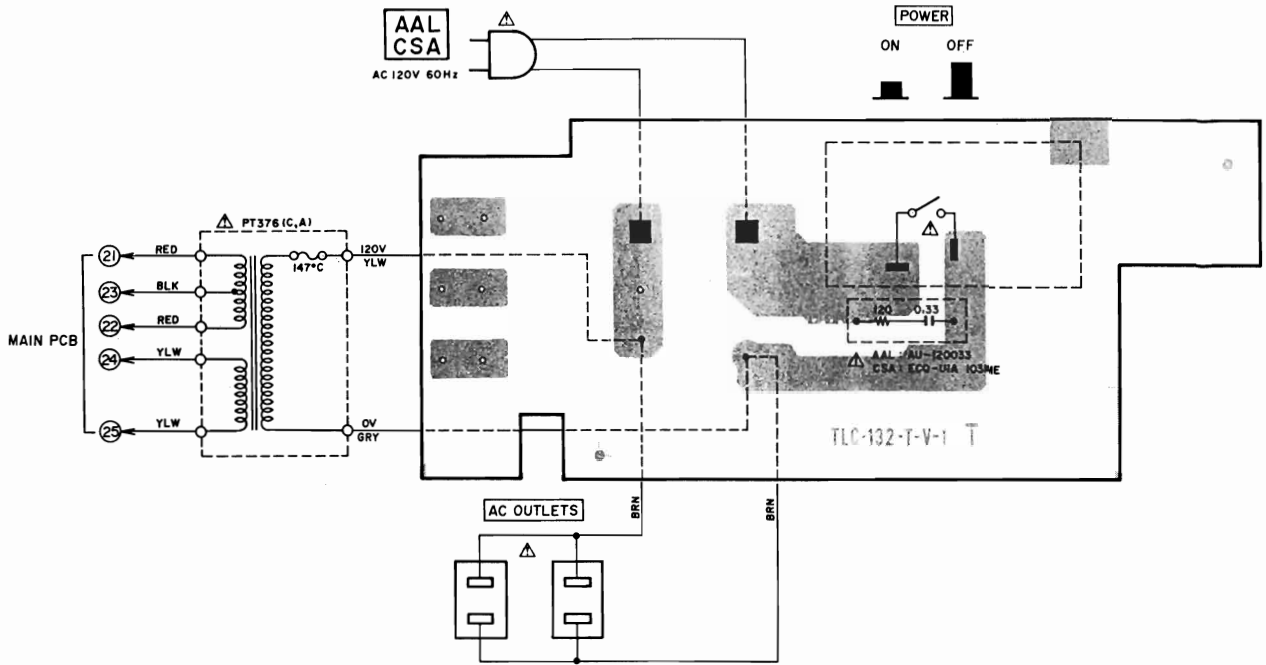 AAL
CSA
AC 120V 60Hz
POWER
ON OFF
PT376 (C,A)
147°C
120V
YLW
MAIN PCB
21 RED
23 BLK
22 RED
24 YLW
25 YLW
0V
GRY
120 0.33
AAL: AU-120033
CSA: ECQ-U1A 103ME
TLC-132-T-V-1 T
BRN
BRN
AC OUTLETS